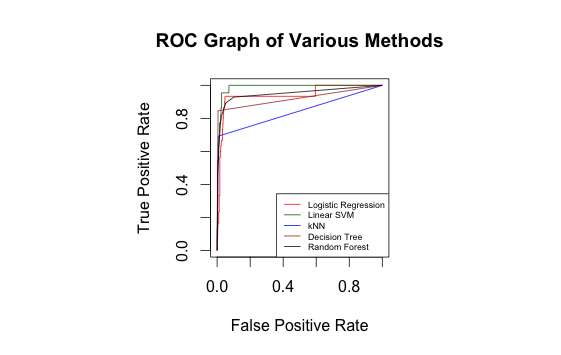 ROC Graph of Various Methods
True Positive Rate
0.8
0.4
0.0
Logistic Regression
Linear SVM
kNN
Decision Tree
Random Forest
0.0 0.4 0.8
False Positive Rate